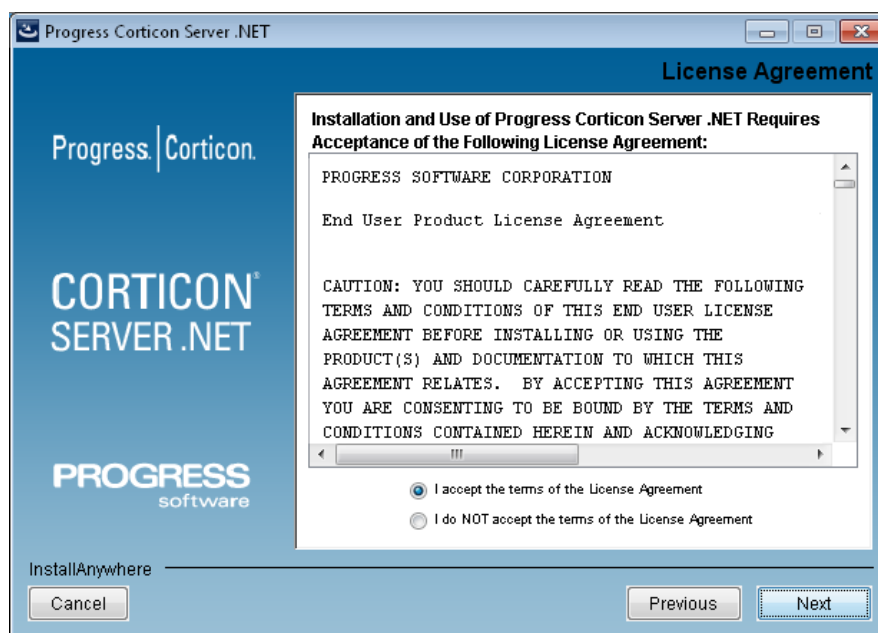 Progress Corticon Server .NET
License Agreement
Progress. | Corticon.
CORTICON®
SERVER .NET
PROGRESS
software
Installation and Use of Progress Corticon Server .NET Requires
Acceptance of the Following License Agreement:
PROGRESS SOFTWARE CORPORATION
End User Product License Agreement
CAUTION: YOU SHOULD CAREFULLY READ THE FOLLOWING
TERMS AND CONDITIONS OF THIS END USER LICENSE
AGREEMENT BEFORE INSTALLING OR USING THE
PRODUCT(S) AND DOCUMENTATION TO WHICH THIS
AGREEMENT RELATES.  BY ACCEPTING THIS AGREEMENT
YOU ARE CONSENTING TO BE BOUND BY THE TERMS AND
CONDITIONS CONTAINED HEREIN AND ACKNOWLEDGING
I accept the terms of the License Agreement
I do NOT accept the terms of the License Agreement
InstallAnywhere
Cancel
Previous
Next